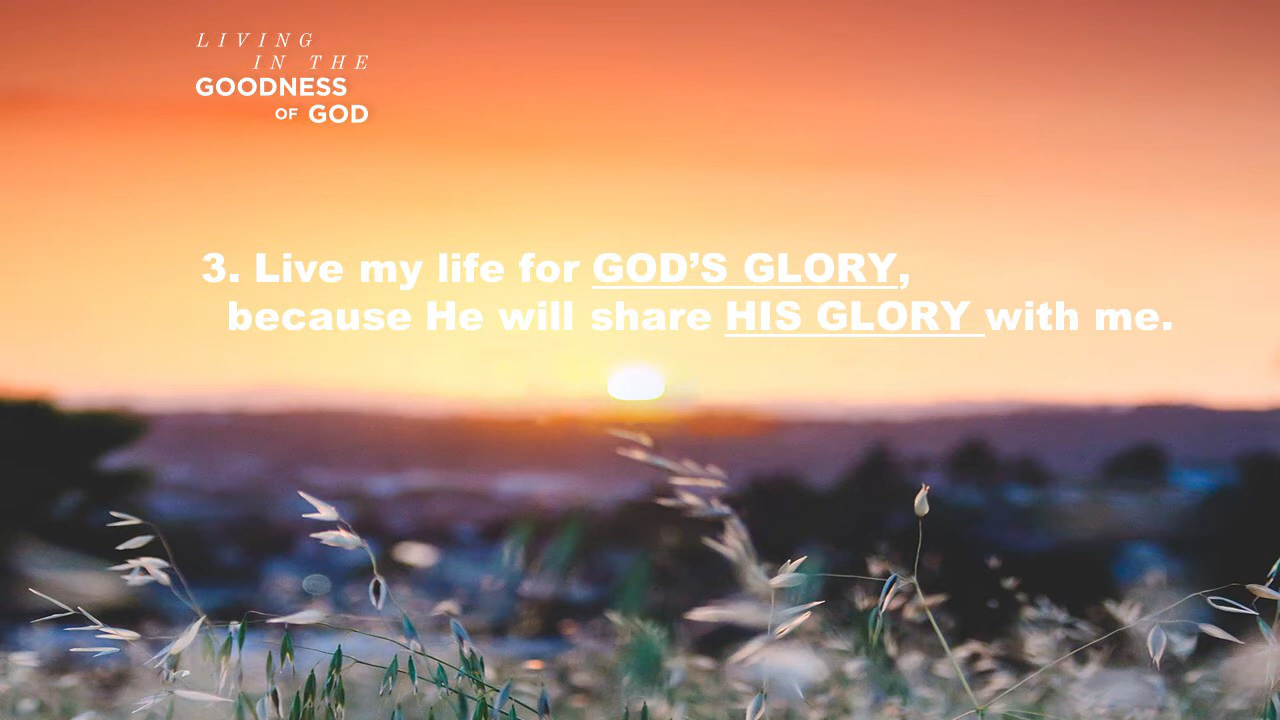 LIVING
IN THE
GOODNESS
OF GOD
3. Live my life for GOD’S GLORY,
because He will share HIS GLORY with me.